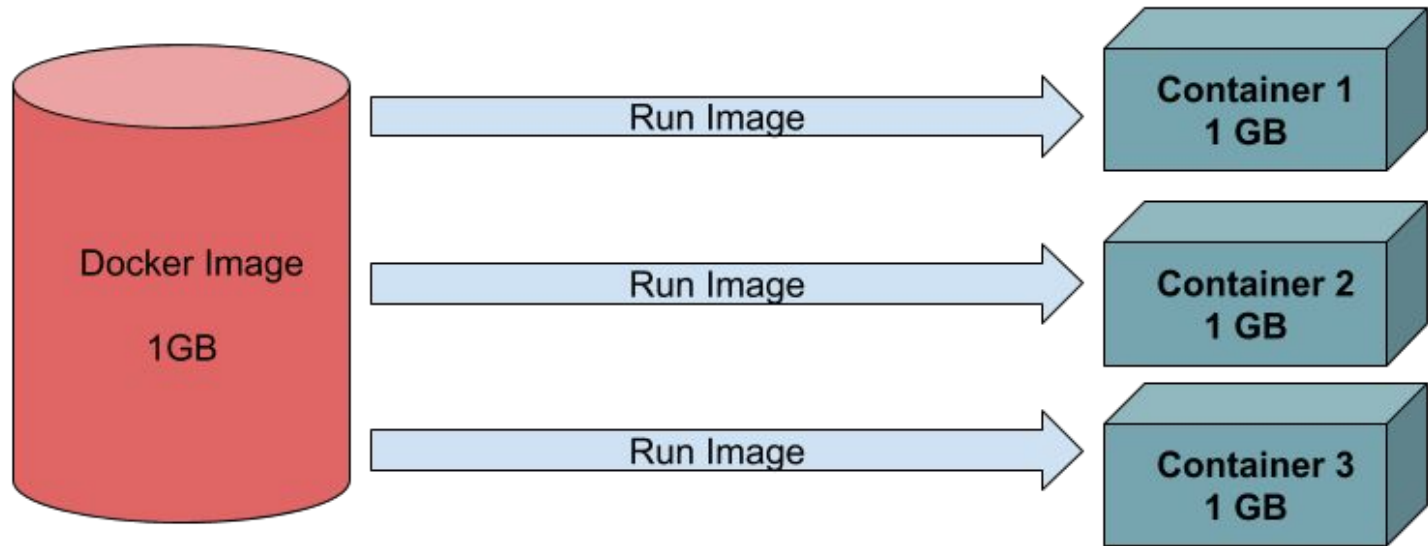 Docker Image
1GB
Run Image
Run Image
Run Image
Container 1
1 GB
Container 2
1 GB
Container 3
1 GB